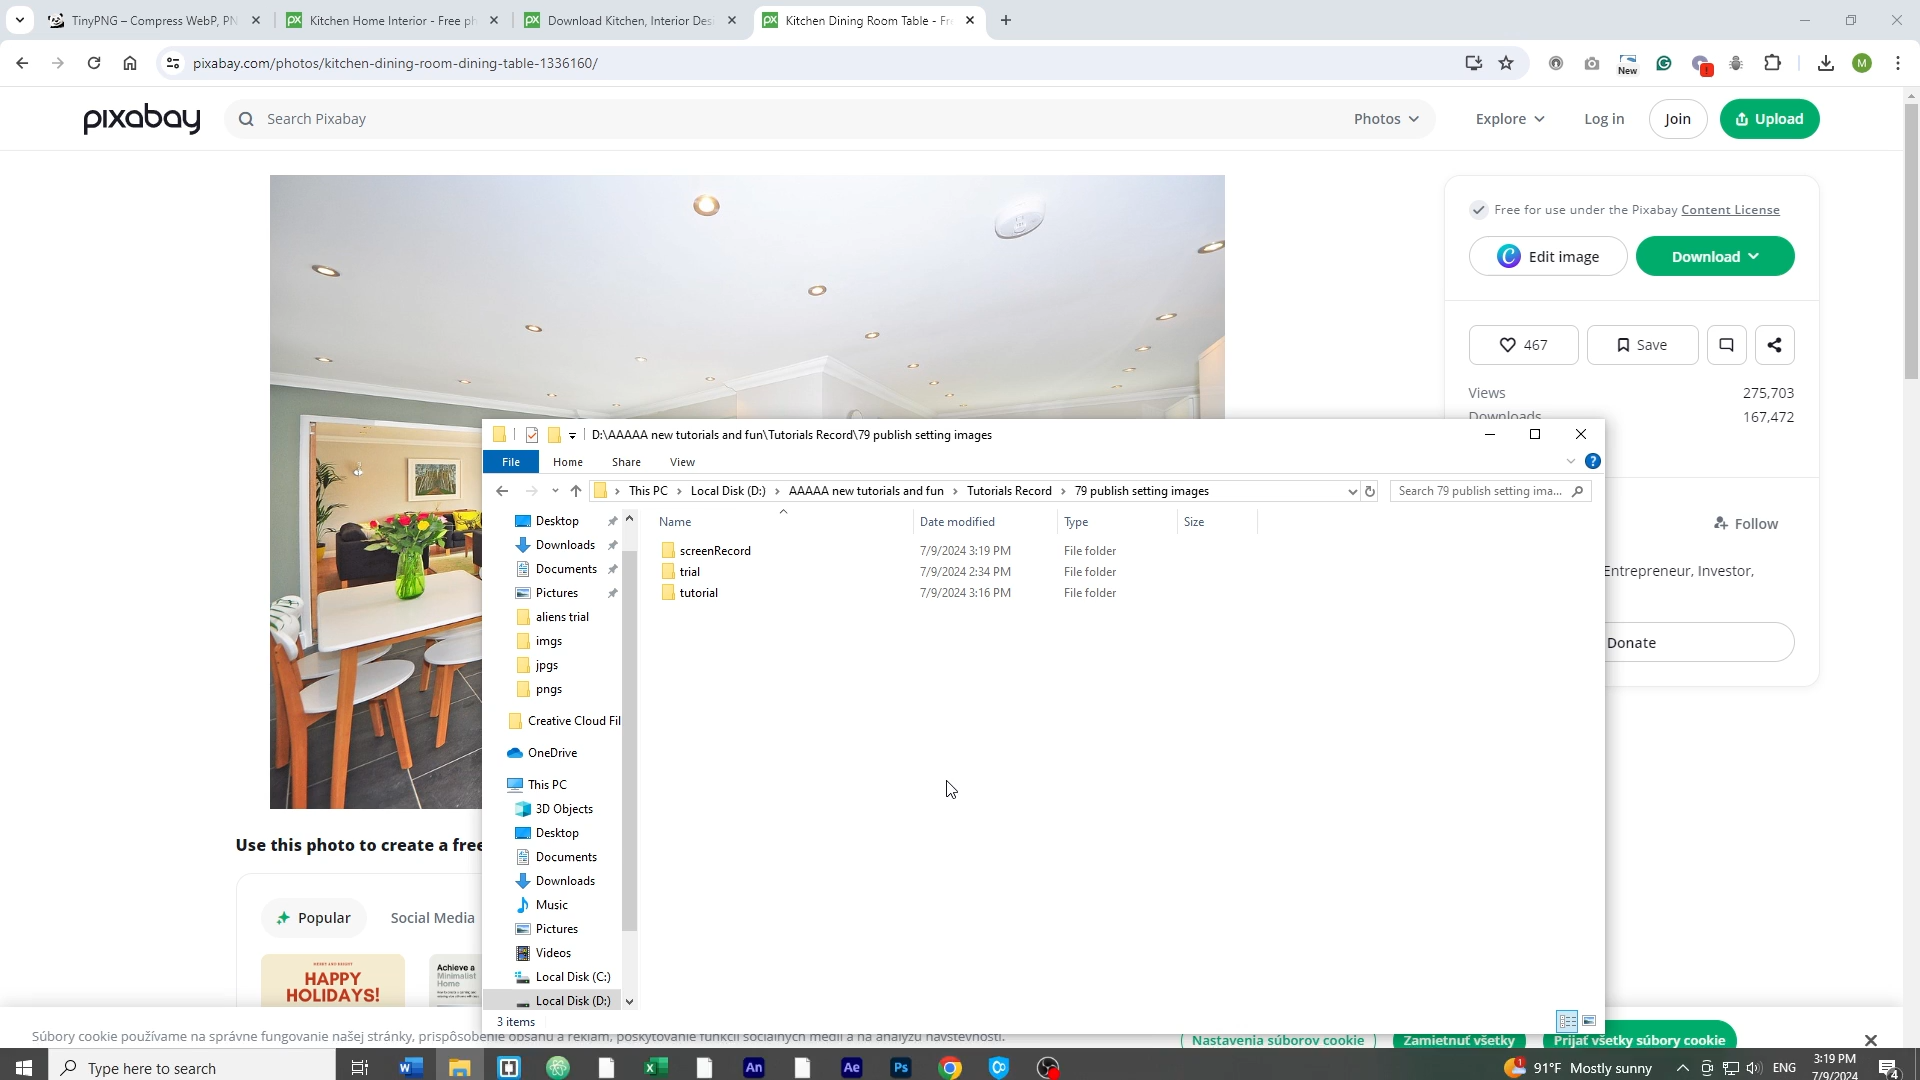 TinyPNG – Compress WebP, PN
Kitchen Home Interior - Free ph
Download Kitchen, Interior Des
Kitchen Dining Room Table - Fre
pixabay.com/photos/kitchen-dining-room-dining-table-1336160/
New
M
pixabay
Search Pixabay
Photos
Explore
Log in
Join
Upload
Free for use under the Pixabay Content License
Edit image
Download
467
Save
Views
275,703
Downloads
167,472
Follow
Entrepreneur, Investor,
Donate
D:\AAAAA new tutorials and fun\Tutorials Record\79 publish setting images
File
Home
Share
View
This PC
Local Disk (D:)
AAAAA new tutorials and fun
Tutorials Record
79 publish setting images
Search 79 publish setting ima...
Name
Date modified
Type
Size
screenRecord
7/9/2024 3:19 PM
File folder
trial
7/9/2024 2:34 PM
File folder
tutorial
7/9/2024 3:16 PM
File folder
Desktop
Downloads
Documents
Pictures
aliens trial
imgs
jpgs
pngs
Creative Cloud Fil
OneDrive
This PC
3D Objects
Desktop
Documents
Downloads
Music
Pictures
Videos
Local Disk (C:)
Local Disk (D:)
3 items
Use this photo to create a free
Popular
Social Media
MERRY AND BRIGHT
HAPPY
HOLIDAYS!
Achieve a
Minimalist
Home
Súbory cookie používame na správne fungovanie našej stránky, prispôsobenie obsahu a reklám, poskytovanie funkcií sociálnych médií a na analýzu návštevnosti.
Nastavenia súborov cookie
Zamietnuť všetky
Prijať všetky súbory cookie
Type here to search
An
Ae
Ps
91°F Mostly sunny
ENG
3:19 PM
7/9/2024
4